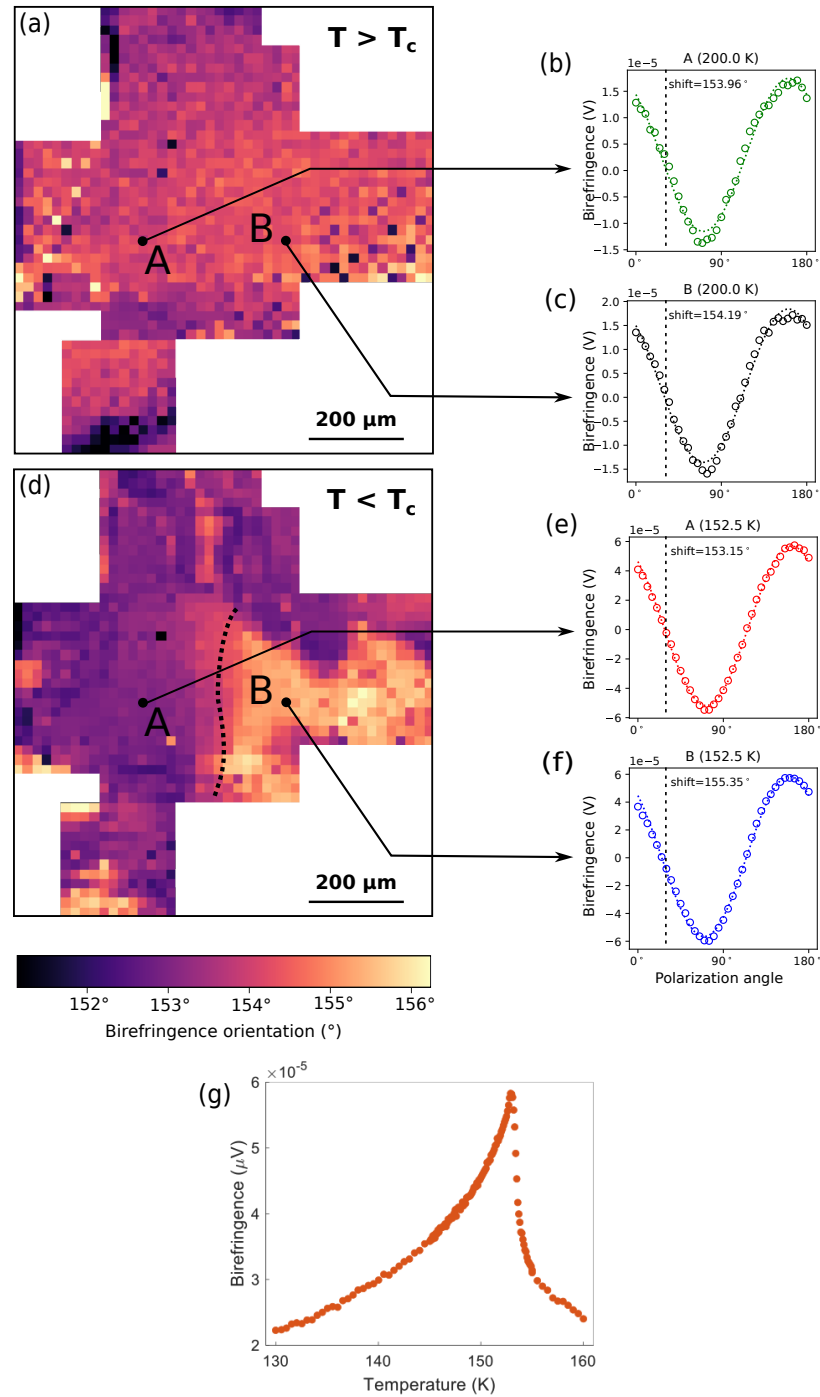 (a)
T > Tc
A
B
200 µm
(b)
A (200.0 K)
1e−5
shift=153.96°
Birefringence (V)
1.5
1.0
0.5
0.0
−0.5
−1.0
−1.5
0° 90° 180°
(c)
B (200.0 K)
1e−5
shift=154.19°
Birefringence (V)
2.0
1.5
1.0
0.5
0.0
−0.5
−1.0
−1.5
0° 90° 180°
(d)
T < Tc
A
B
200 µm
(e)
A (152.5 K)
1e−5
shift=153.15°
Birefringence (V)
6
4
2
0
−2
−4
−6
0° 90° 180°
(f)
B (152.5 K)
1e−5
shift=155.35°
Birefringence (V)
6
4
2
0
−2
−4
−6
0° 90° 180°
Polarization angle
152° 153° 154° 155° 156°
Birefringence orientation (°)
(g)
×10⁻⁵
Birefringence (µV)
6
5
4
3
2
130 140 150 160
Temperature (K)